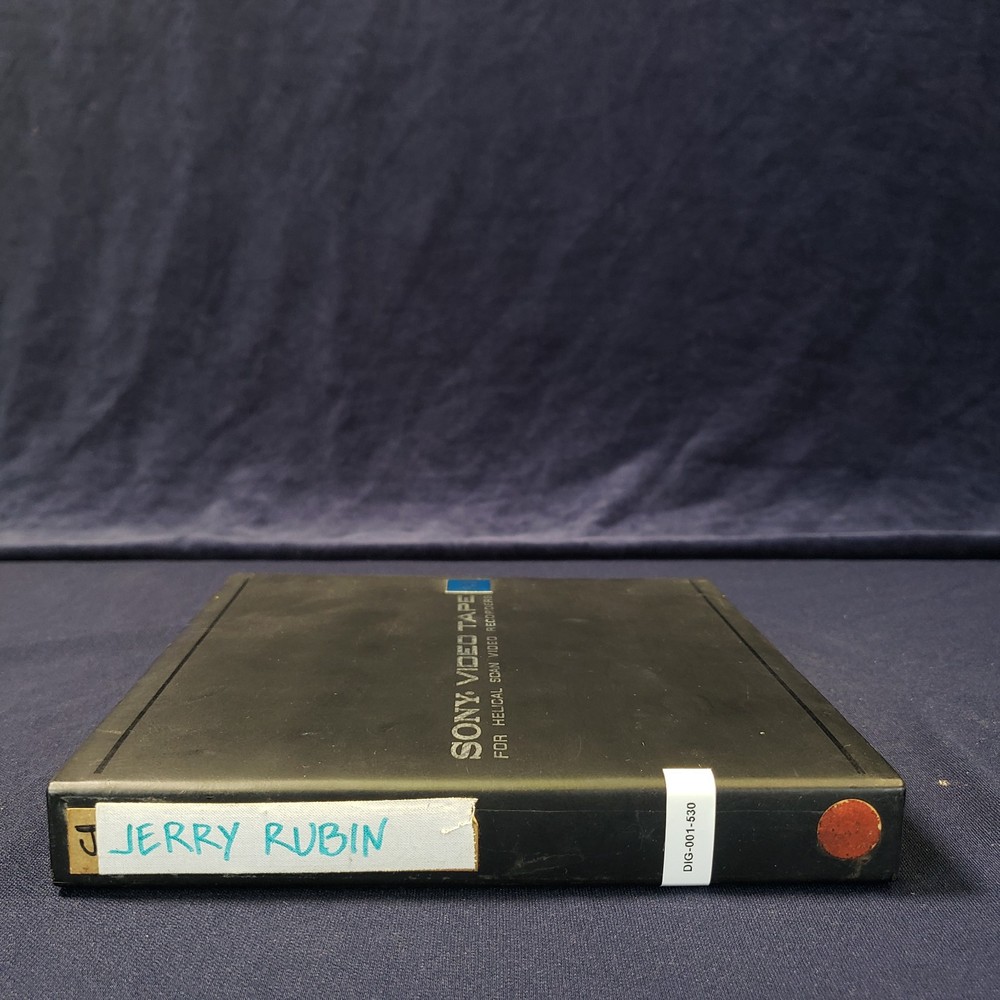 SONY. VIDEO TAPE
FOR HELICAL SCAN VIDEO RECORDERS
JERRY RUBIN
DIG-001-530